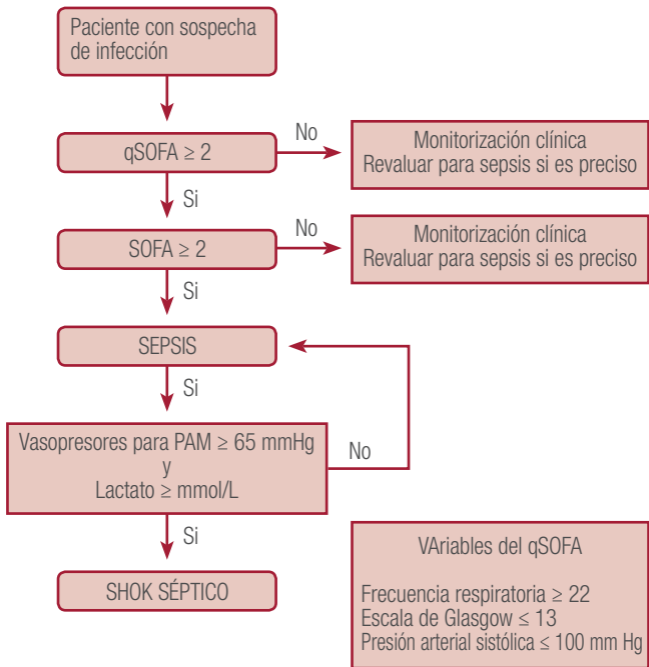 Paciente con sospecha
de infección
qSOFA ≥ 2
No
Monitorización clínica
Revaluar para sepsis si es preciso
Si
SOFA ≥ 2
No
Monitorización clínica
Revaluar para sepsis si es preciso
Si
SEPSIS
Si
Vasopresores para PAM ≥ 65 mmHg
y
Lactato ≥ mmol/L
No
Si
SHOK SÉPTICO
VAriables del qSOFA
Frecuencia respiratoria ≥ 22
Escala de Glasgow ≤ 13
Presión arterial sistólica ≤ 100 mm Hg